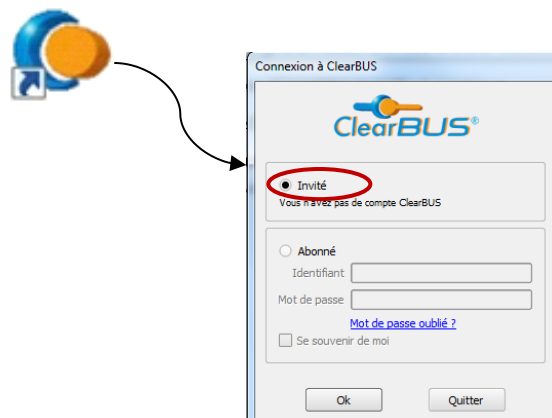 Connexion à ClearBUS
ClearBUS®
Invité
Vous n'avez pas de compte ClearBUS
Abonné
Identifiant
Mot de passe
Mot de passe oublié ?
Se souvenir de moi
Ok Quitter